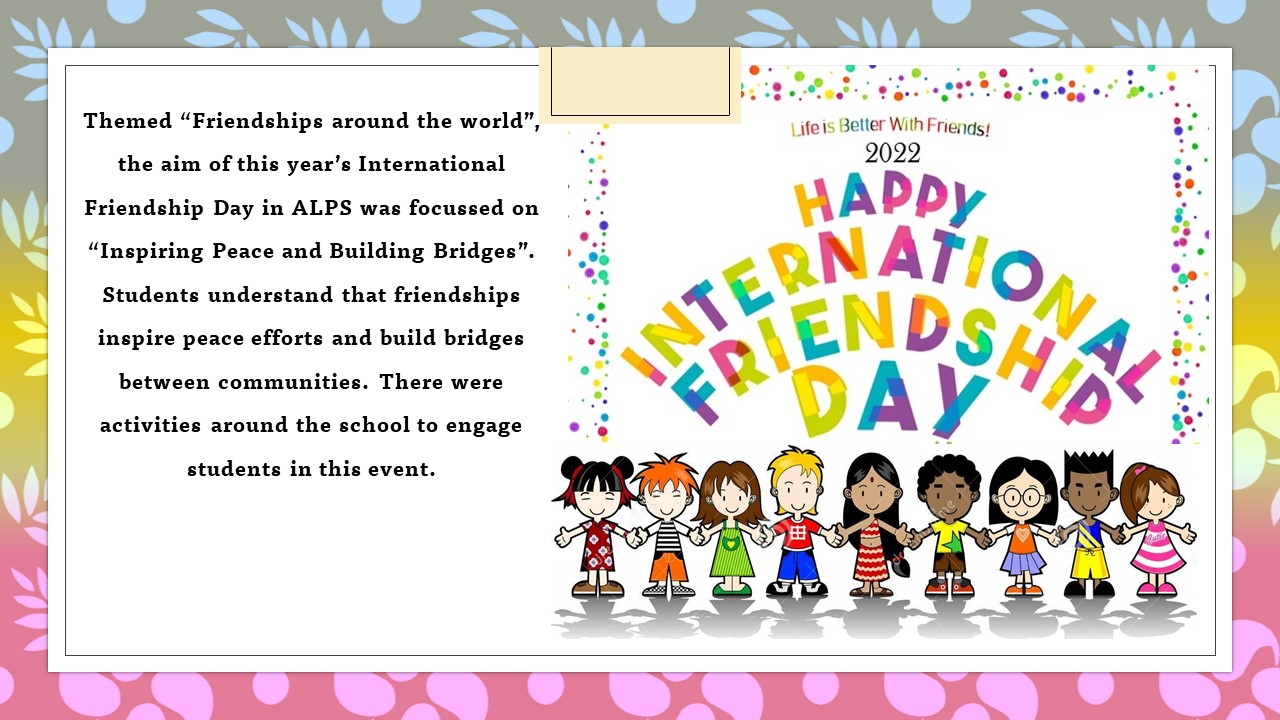 Themed “Friendships around the world”,
the aim of this year’s International
Friendship Day in ALPS was focussed on
“Inspiring Peace and Building Bridges”.
Students understand that friendships
inspire peace efforts and build bridges
between communities. There were
activities around the school to engage
students in this event.
Life is Better With Friends!
2022
HAPPY
INTERNATIONAL
FRIENDSHIP
DAY